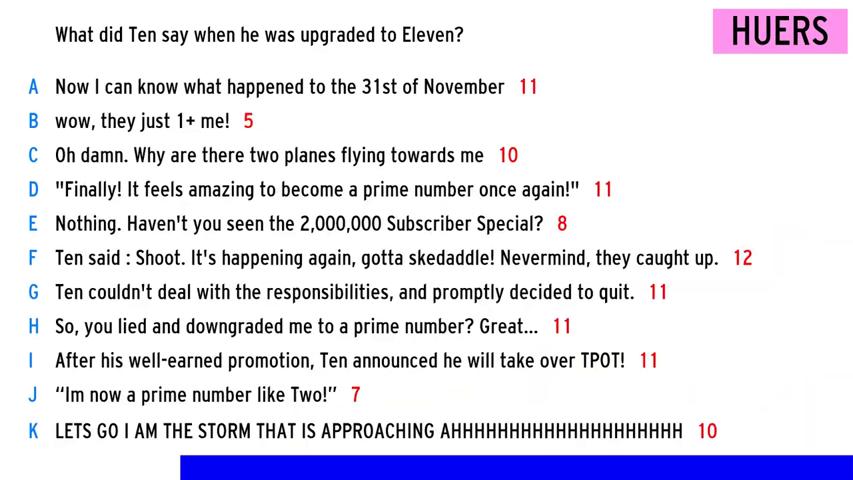 What did Ten say when he was upgraded to Eleven?
HUERS
A Now I can know what happened to the 31st of November 11
B wow, they just 1+ me! 5
C Oh damn. Why are there two planes flying towards me 10
D "Finally! It feels amazing to become a prime number once again!" 11
E Nothing. Haven't you seen the 2,000,000 Subscriber Special? 8
F Ten said : Shoot. It's happening again, gotta skedaddle! Nevermind, they caught up. 12
G Ten couldn't deal with the responsibilities, and promptly decided to quit. 11
H So, you lied and downgraded me to a prime number? Great... 11
I After his well-earned promotion, Ten announced he will take over TPOT! 11
J “Im now a prime number like Two!” 7
K LETS GO I AM THE STORM THAT IS APPROACHING AHHHHHHHHHHHHHHHHHHHH 10